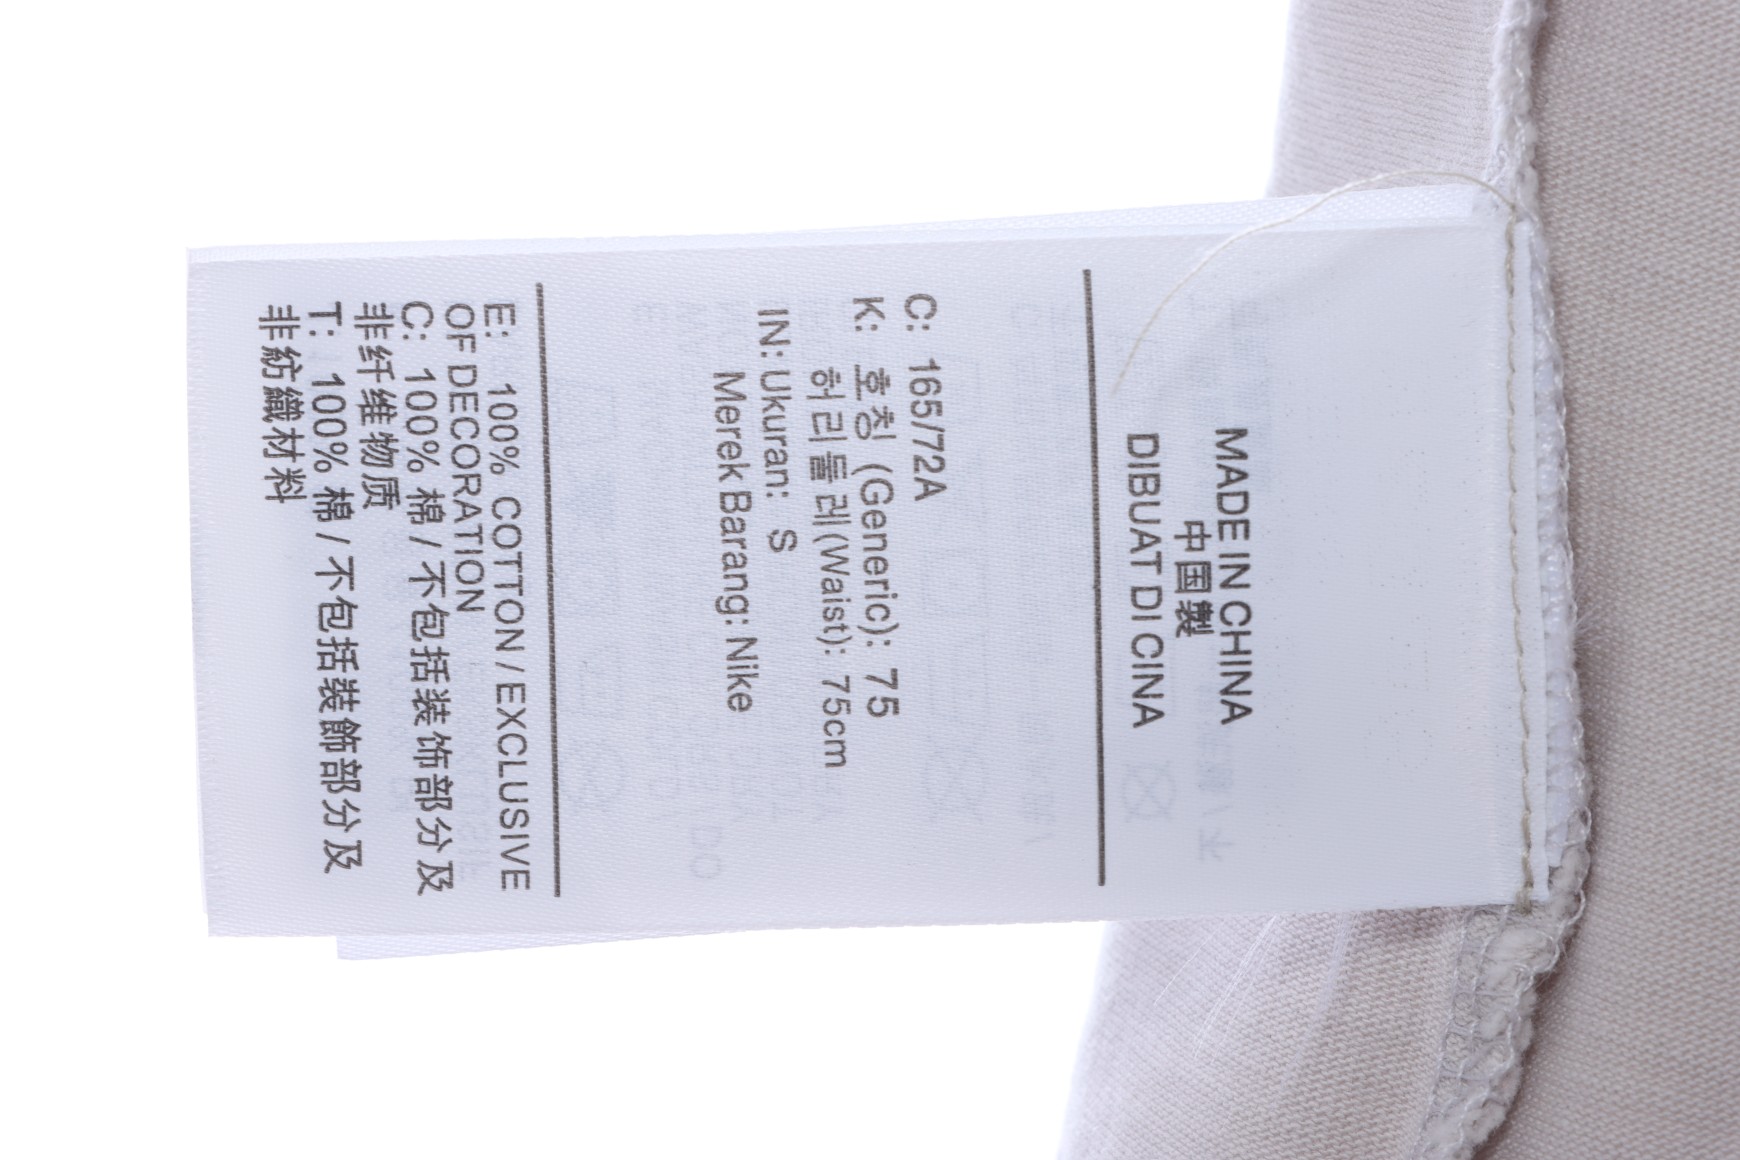 MADE IN CHINA
中国製
DIBUAT DI CINA
C: 165/72A
K: 호칭 (Generic): 75
허리둘레(Waist): 75cm
IN: Ukuran: S
Merek Barang: Nike
E: 100% COTTON / EXCLUSIVE
OF DECORATION
C: 100% 棉 / 不包括装饰部分及
非纤维物质
T: 100% 棉 / 不包括裝飾部分及
非紡織材料